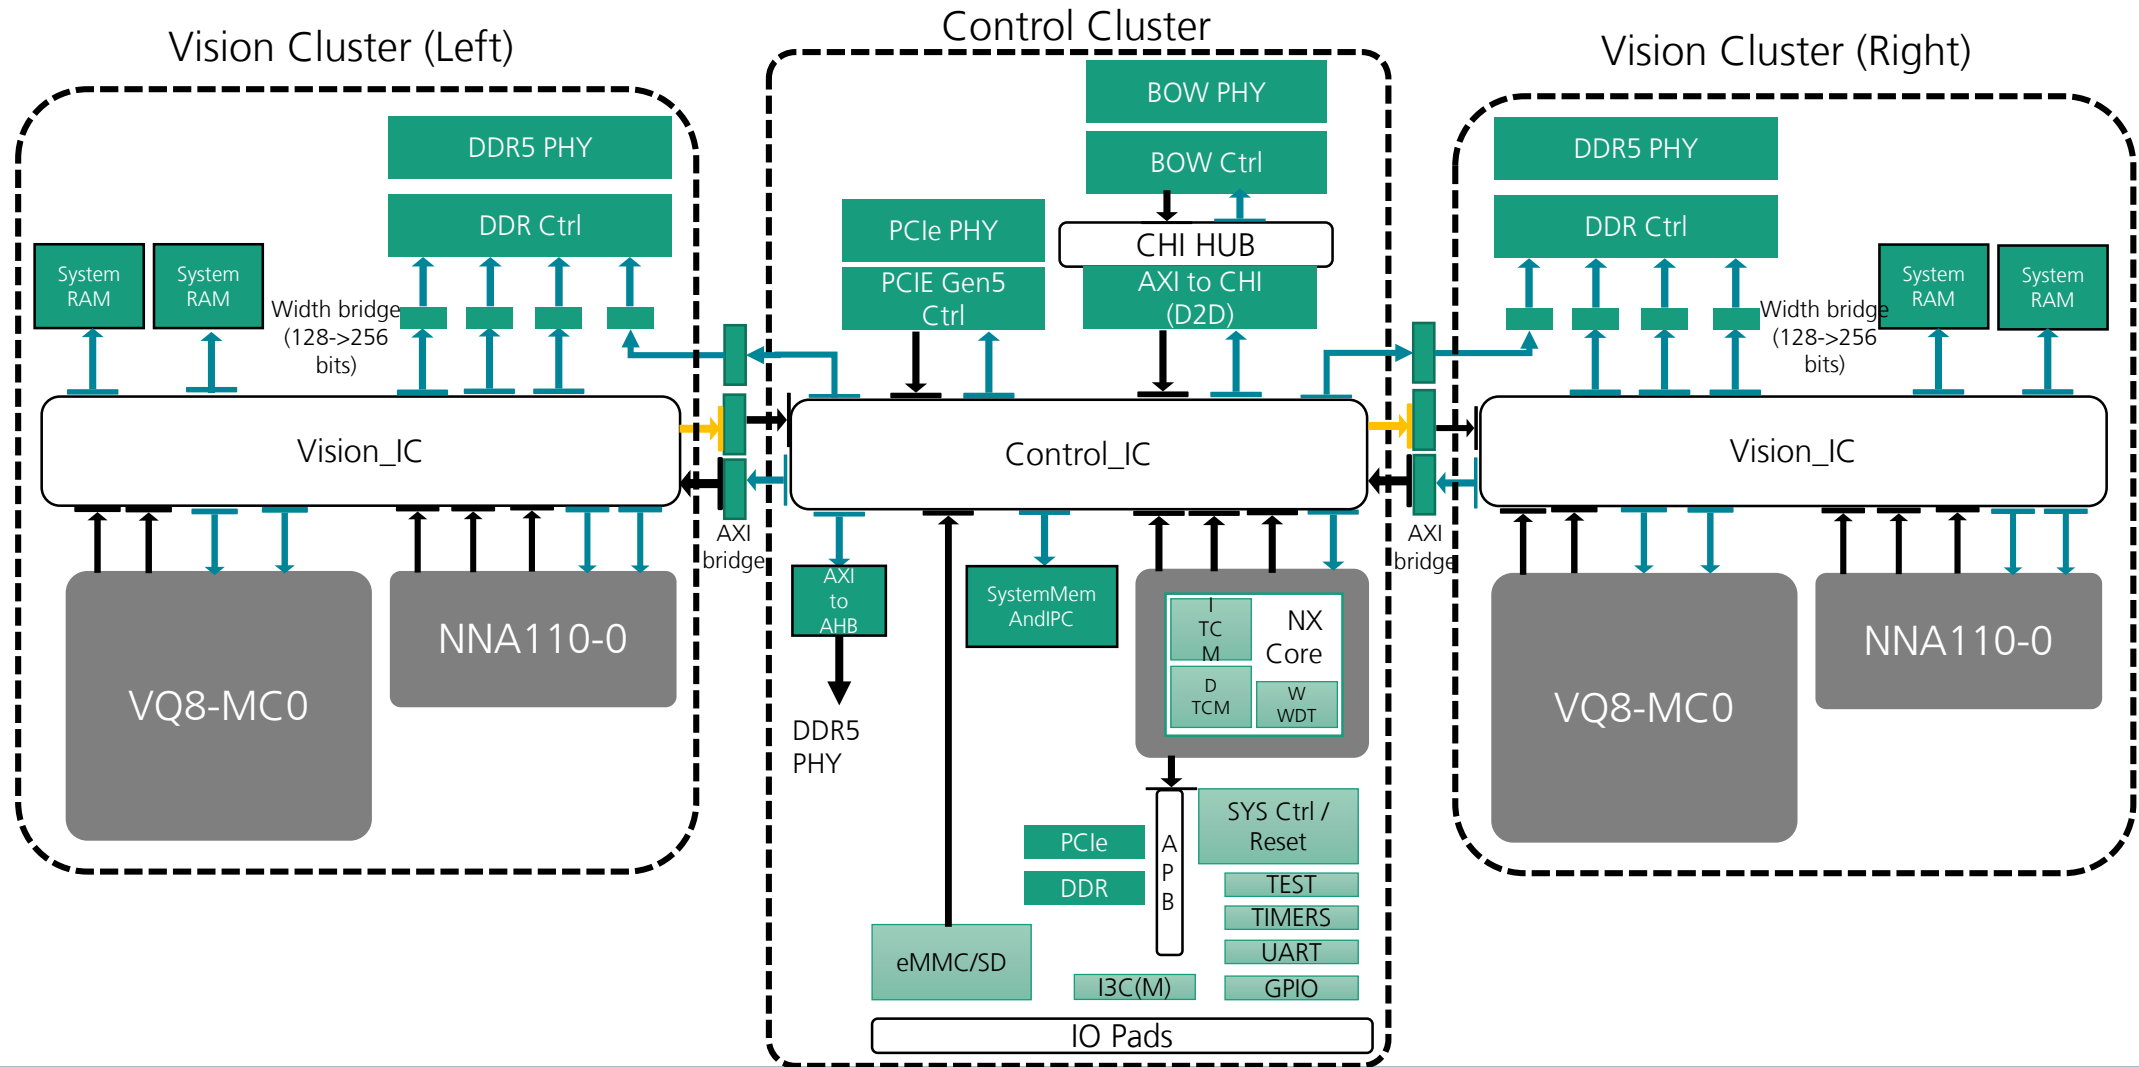 Vision Cluster (Left)
Control Cluster
Vision Cluster (Right)
DDR5 PHY
DDR Ctrl
System
RAM
System
RAM
Width bridge
(128->256
bits)
Vision_IC
VQ8-MC0
NNA110-0
AXI
bridge
BOW PHY
BOW Ctrl
CHI HUB
AXI to CHI
(D2D)
PCIe PHY
PCIE Gen5
Ctrl
Control_IC
AXI
to
AHB
DDR5
PHY
SystemMem
AndIPC
I
TC
M
NX
Core
D
TCM
W
WDT
A
P
B
PCIe
DDR
SYS Ctrl /
Reset
TEST
TIMERS
UART
GPIO
eMMC/SD
I3C(M)
IO Pads
AXI
bridge
DDR5 PHY
DDR Ctrl
Width bridge
(128->256
bits)
System
RAM
System
RAM
Vision_IC
VQ8-MC0
NNA110-0